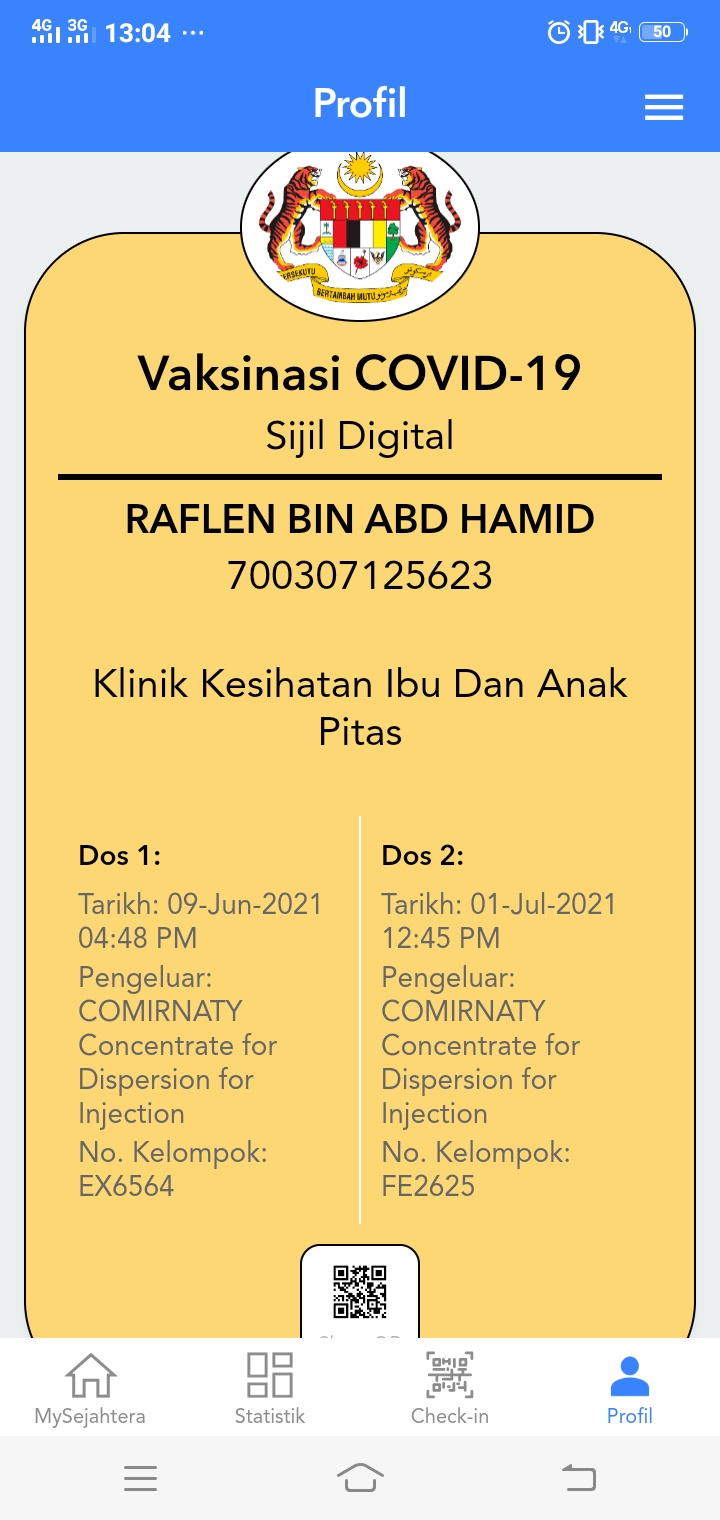 4G 3G 13:04 ... 4G 50
Profil
BERTAMBAH MUTU
Vaksinasi COVID-19
Sijil Digital
RAFLEN BIN ABD HAMID
700307125623
Klinik Kesihatan Ibu Dan Anak
Pitas
Dos 1:
Tarikh: 09-Jun-2021
04:48 PM
Pengeluar:
COMIRNATY
Concentrate for
Dispersion for
Injection
No. Kelompok:
EX6564
Dos 2:
Tarikh: 01-Jul-2021
12:45 PM
Pengeluar:
COMIRNATY
Concentrate for
Dispersion for
Injection
No. Kelompok:
FE2625
MySejahtera
Statistik
Check-in
Profil